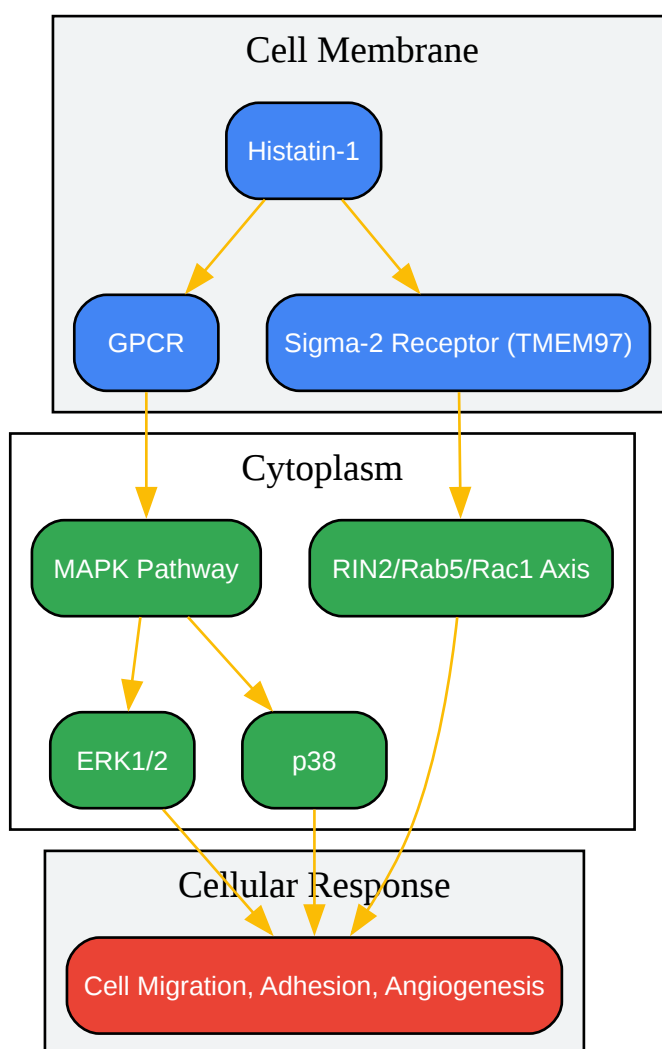 Cell Membrane
Histatin-1
GPCR
Sigma-2 Receptor (TMEM97)
Cytoplasm
MAPK Pathway
RIN2/Rab5/Rac1 Axis
ERK1/2
p38
Cellular Response
Cell Migration, Adhesion, Angiogenesis